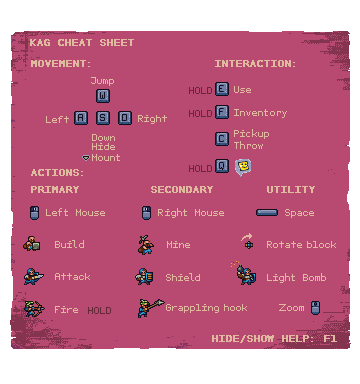 KAG CHEAT SHEET
MOVEMENT: INTERACTION:
Jump
W
HOLD E Use
HOLD F Inventory
Left A S D Right
C Pickup
Throw
Down
Hide
Mount
HOLD Q
ACTIONS:
PRIMARY SECONDARY UTILITY
Left Mouse Right Mouse Space
Build Mine Rotate block
Attack Shield Light Bomb
Fire HOLD Grappling hook Zoom
HIDE/SHOW HELP: F1